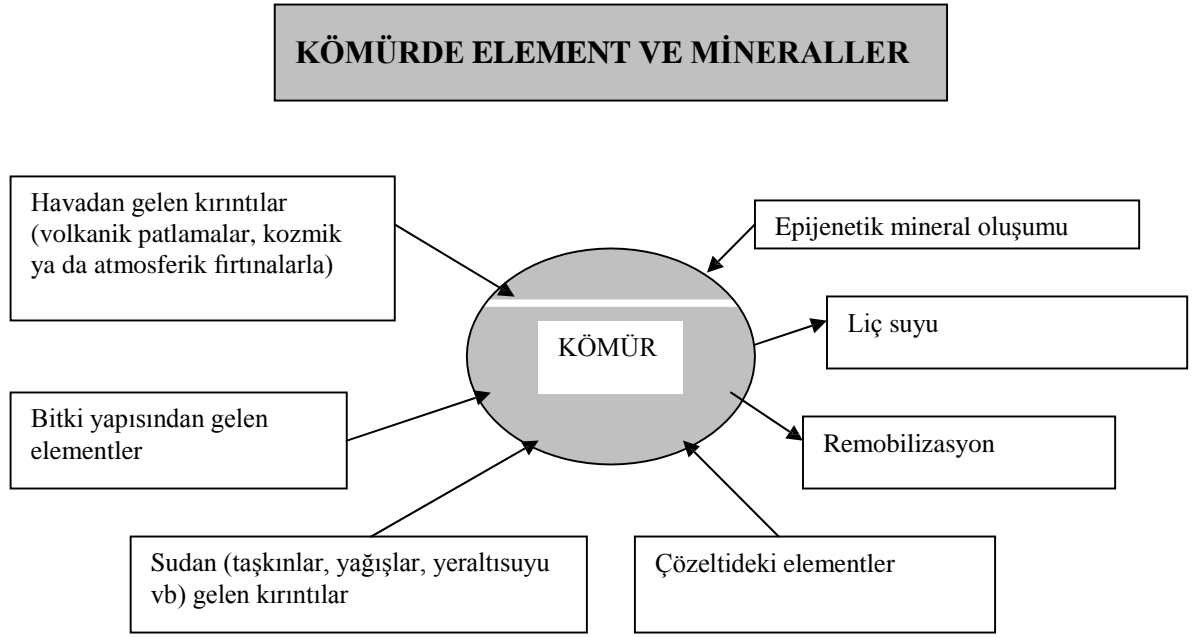 KÖMÜRDE ELEMENT VE MİNERALLER
Havadan gelen kırıntılar
(volkanik patlamalar, kozmik
ya da atmosferik fırtınalarla)
Epijenetik mineral oluşumu
Liç suyu
KÖMÜR
Bitki yapısından gelen
elementler
Remobilizasyon
Sudan (taşkınlar, yağışlar, yeraltısuyu
vb) gelen kırıntılar
Çözeltideki elementler